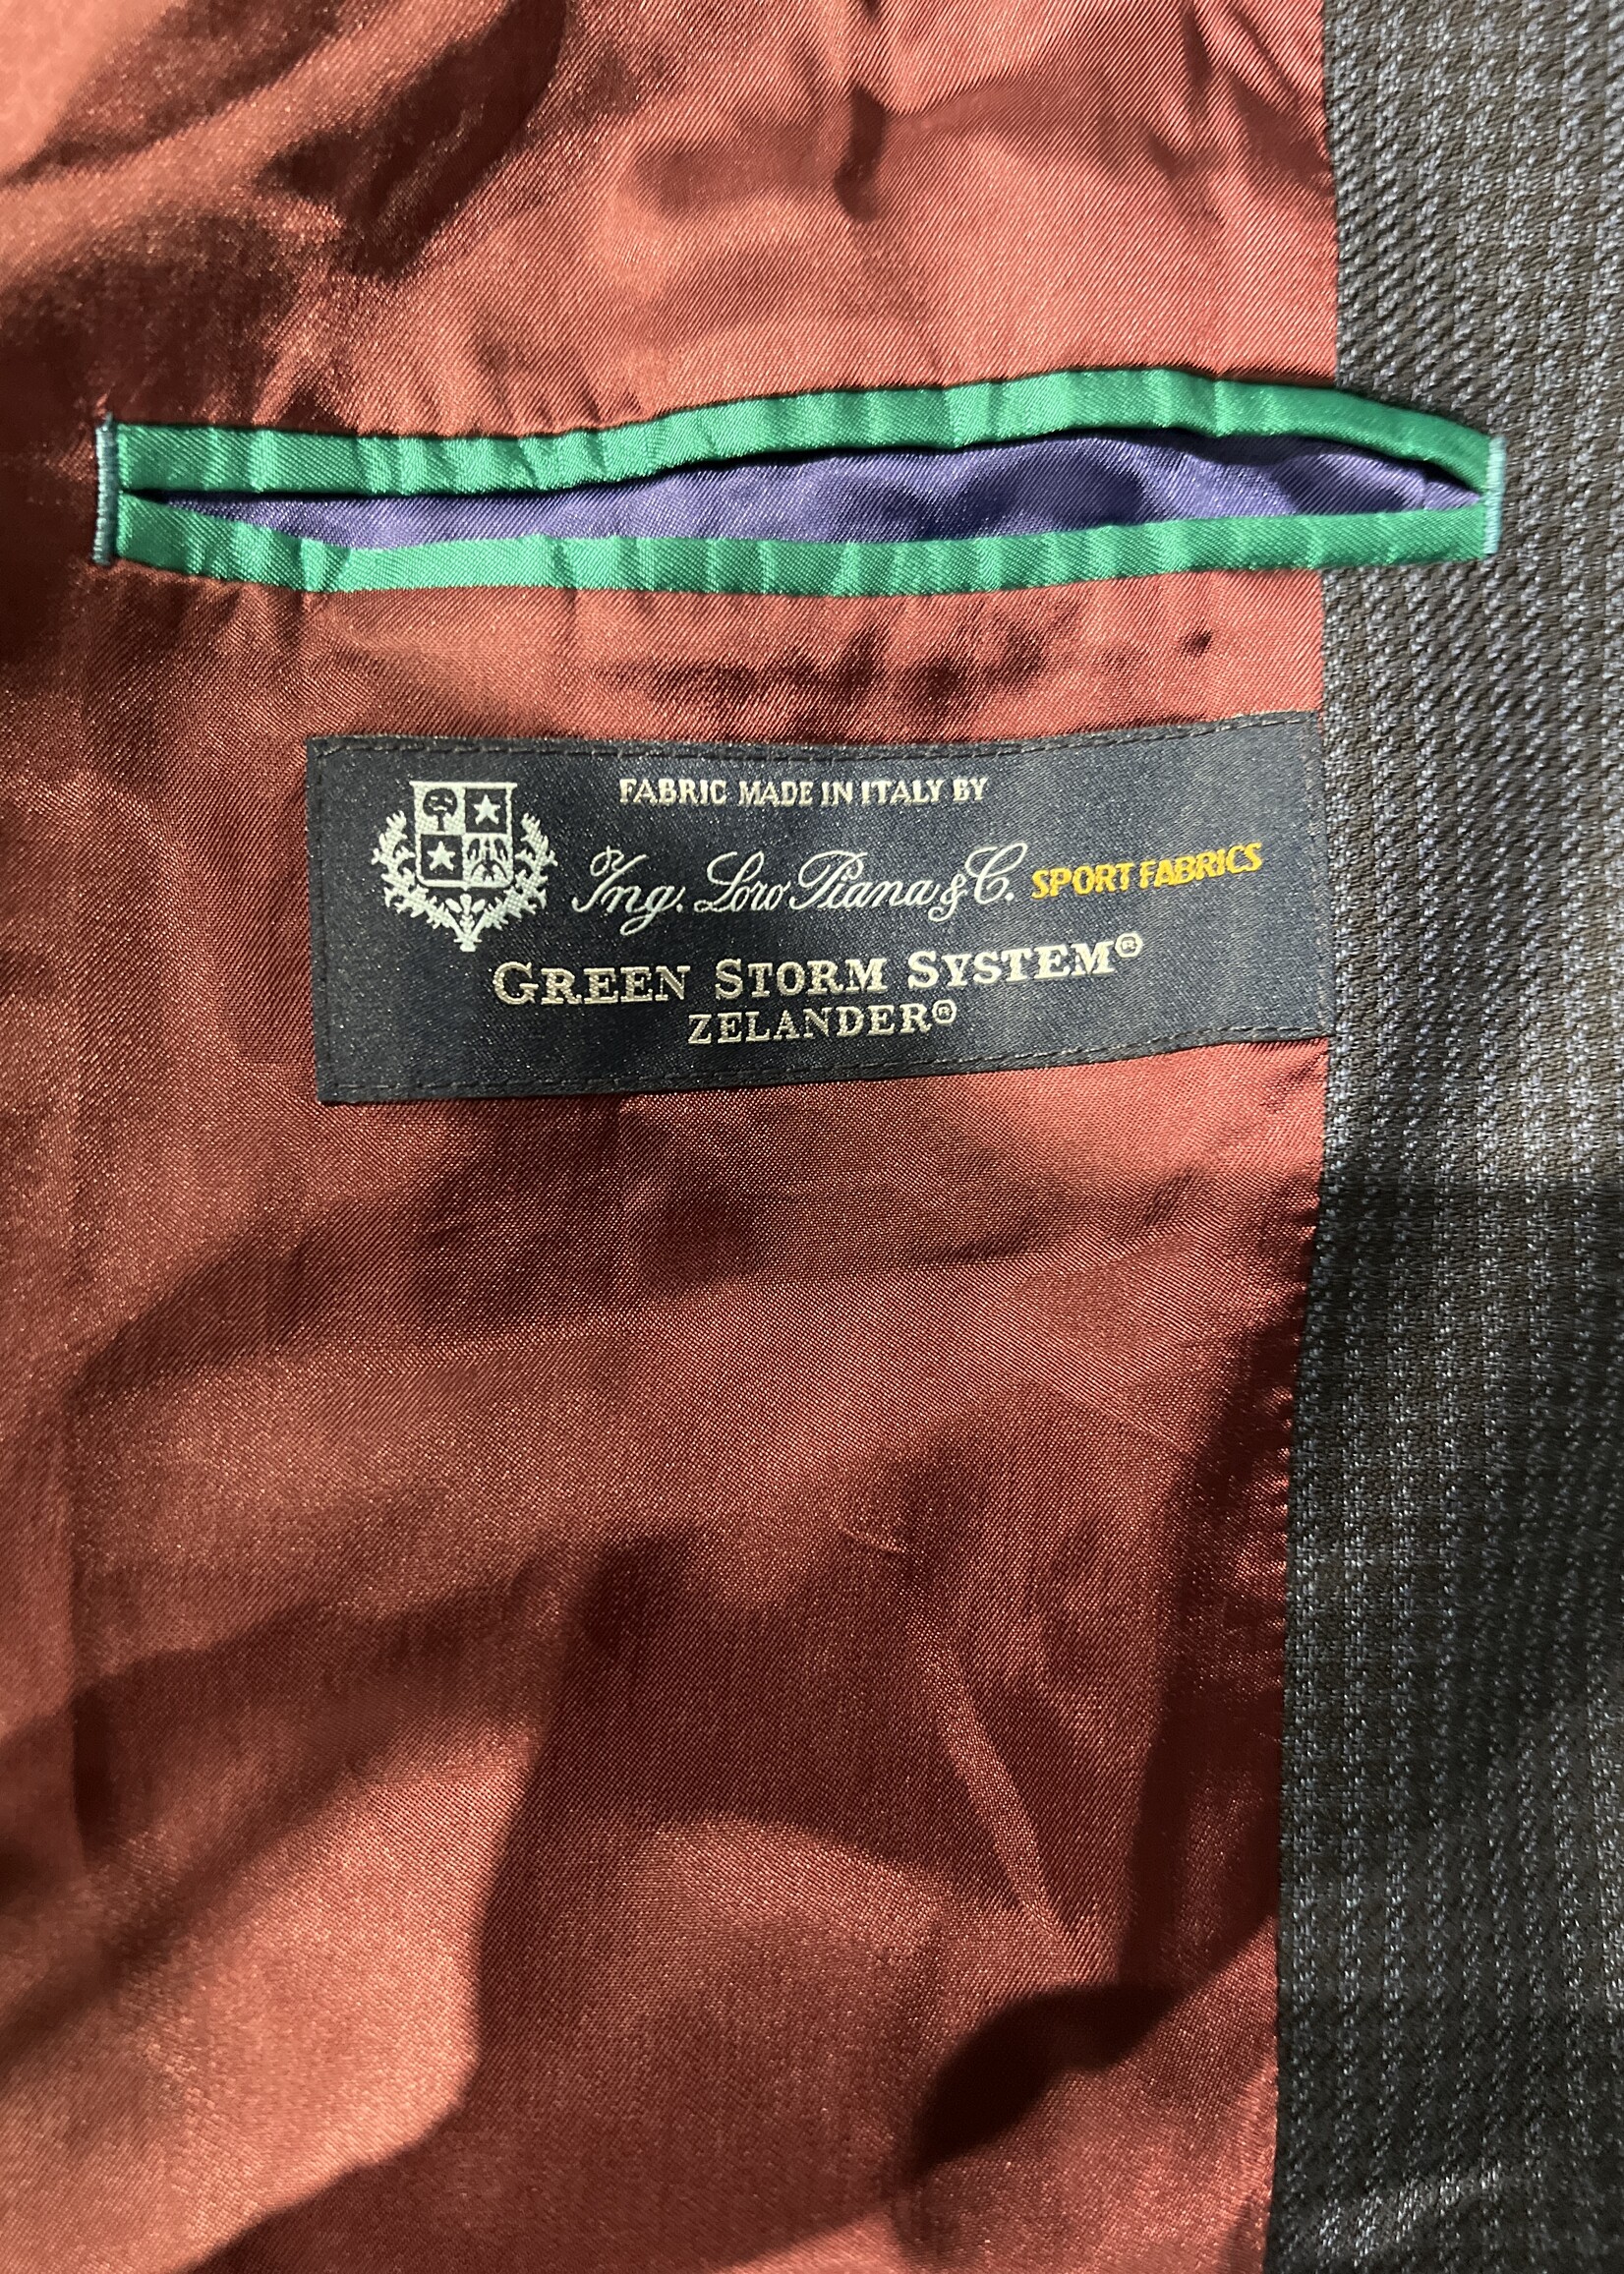 FABRIC MADE IN ITALY BY
Ing. Loro Piana & C. SPORT FABRICS
GREEN STORM SYSTEM®
ZELANDER®